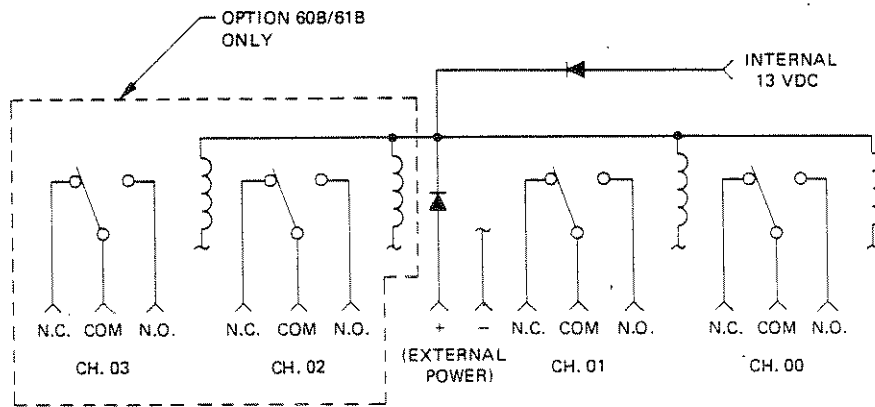 OPTION 608/618
ONLY
INTERNAL
13 VDC
N.C. COM N.O. N.C. COM N.O. + − N.C. COM N.O. N.C. COM N.O.
(EXTERNAL
POWER)
CH. 03 CH. 02 CH. 01 CH. 00